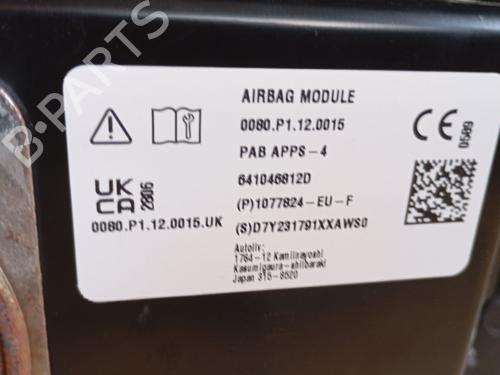 AIRBAG MODULE
0080.P1.12.0015
PAB APPS-4
641046812D
(P)1077824-EU-F
(S)D7Y231791XXAWS0
Autoliv:
1764-12 Kamiinayoshi
Kasumigaura-shi Ibaraki
Japan 315-8520
CE 0589
UK
CA 2806
0080.P1.12.0015.UK
B-PARTS